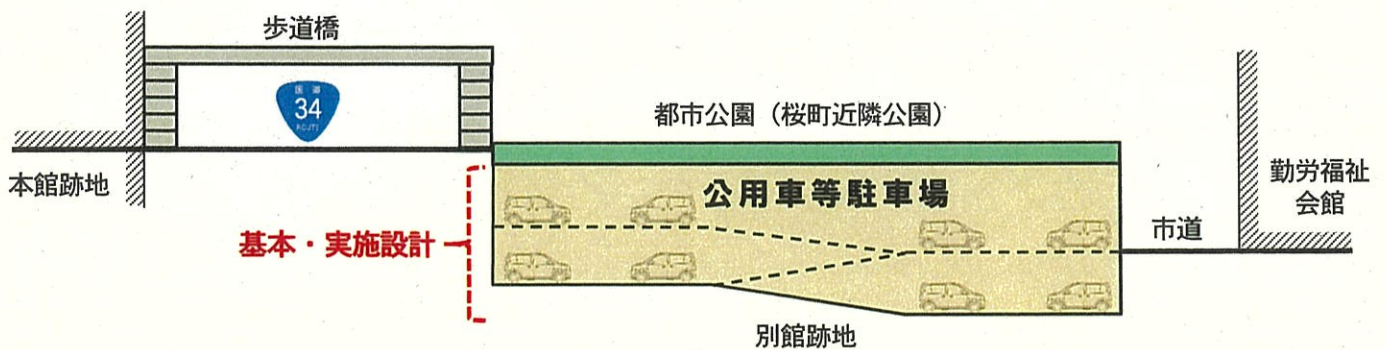 歩道橋
国道
34
ROUTE
都市公園（桜町近隣公園）
本館跡地
公用車等駐車場
勤労福祉
会館
市道
基本・実施設計
別館跡地